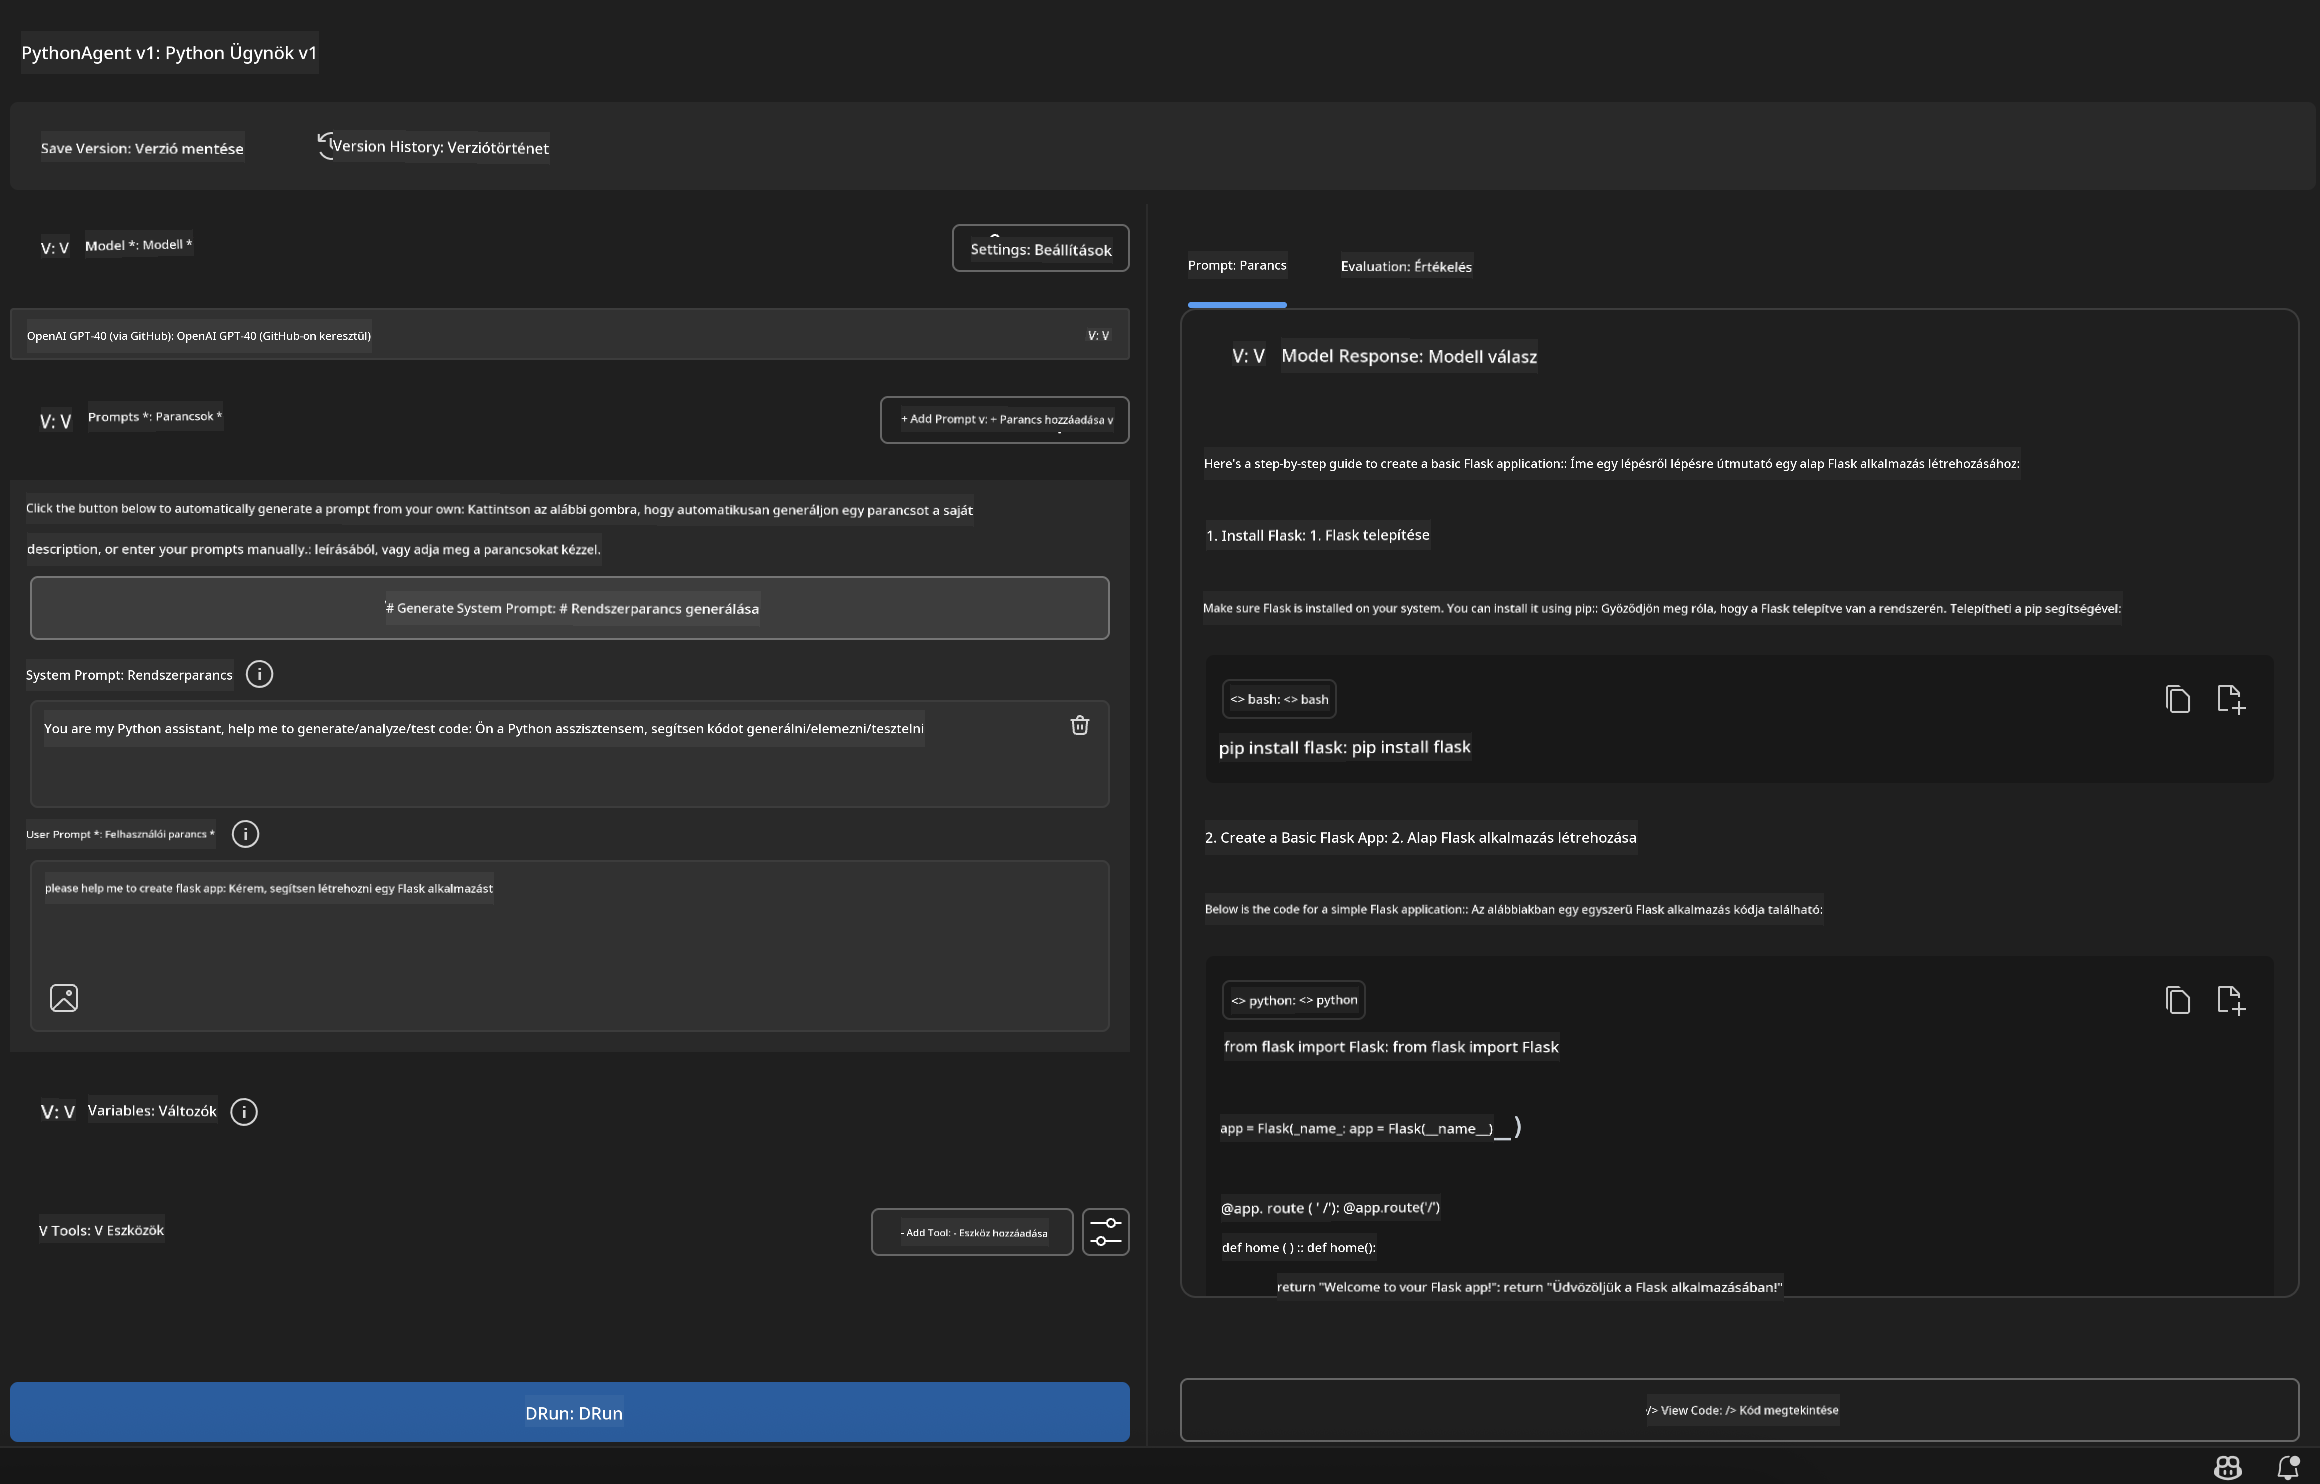 PythonAgent v1: Python Ügynök v1
Save Version: Verzió mentése
Version History: Verziótörténet
V: V
Model *: Modell *
Settings: Beállítások
OpenAI GPT-40 (via GitHub): OpenAI GPT-40 (GitHub-on keresztül)
V: V
V: V
Prompts *: Parancsok *
+ Add Prompt v: + Parancs hozzáadása v
Click the button below to automatically generate a prompt from your own: Kattintson az alábbi gombra, hogy automatikusan generáljon egy parancsot a saját
description, or enter your prompts manually.: leírásából, vagy adja meg a parancsokat kézzel.
# Generate System Prompt: # Rendszerparancs generálása
System Prompt: Rendszerparancs
You are my Python assistant, help me to generate/analyze/test code: Ön a Python asszisztensem, segítsen kódot generálni/elemezni/tesztelni
User Prompt *: Felhasználói parancs *
please help me to create flask app: Kérem, segítsen létrehozni egy Flask alkalmazást
V: V
Variables: Változók
V Tools: V Eszközök
- Add Tool: - Eszköz hozzáadása
DRun: DRun
Prompt: Parancs
Evaluation: Értékelés
V: V
Model Response: Modell válasz
Here's a step-by-step guide to create a basic Flask application:: Íme egy lépésről lépésre útmutató egy alap Flask alkalmazás létrehozásához:
1. Install Flask: 1. Flask telepítése
Make sure Flask is installed on your system. You can install it using pip:: Győződjön meg róla, hogy a Flask telepítve van a rendszerén. Telepítheti a pip segítségével:
<> bash: <> bash
pip install flask: pip install flask
2. Create a Basic Flask App: 2. Alap Flask alkalmazás létrehozása
Below is the code for a simple Flask application:: Az alábbiakban egy egyszerű Flask alkalmazás kódja található:
<> python: <> python
from flask import Flask: from flask import Flask
app = Flask(_name_: app = Flask(__name__)_)
@app. route ( ' /'): @app.route('/')
def home ( ) :: def home():
return "Welcome to vour Flask app!": return "Üdvözöljük a Flask alkalmazásában!"
/> View Code: /> Kód megtekintése